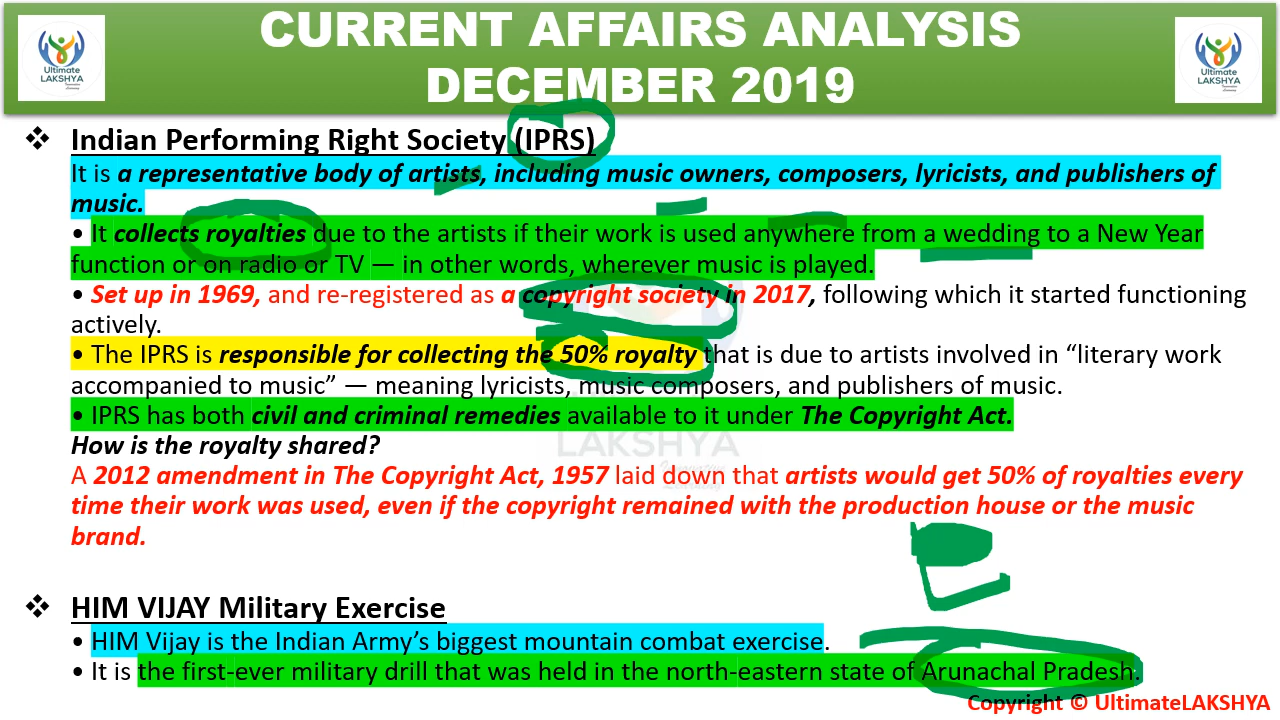 CURRENT AFFAIRS ANALYSIS
DECEMBER 2019
Ultimate
LAKSHYA
Ultimate
LAKSHYA
❖ Indian Performing Right Society (IPRS)
It is a representative body of artists, including music owners, composers, lyricists, and publishers of
music.
• It collects royalties due to the artists if their work is used anywhere from a wedding to a New Year
function or on radio or TV — in other words, wherever music is played.
• Set up in 1969, and re-registered as a copyright society in 2017, following which it started functioning
actively.
• The IPRS is responsible for collecting the 50% royalty that is due to artists involved in “literary work
accompanied to music” — meaning lyricists, music composers, and publishers of music.
• IPRS has both civil and criminal remedies available to it under The Copyright Act.
LAKSHYA
How is the royalty shared?
A 2012 amendment in The Copyright Act, 1957 laid down that artists would get 50% of royalties every
time their work was used, even if the copyright remained with the production house or the music
brand.
❖ HIM VIJAY Military Exercise
• HIM Vijay is the Indian Army’s biggest mountain combat exercise.
• It is the first-ever military drill that was held in the north-eastern state of Arunachal Pradesh.
Copyright © UltimateLAKSHYA